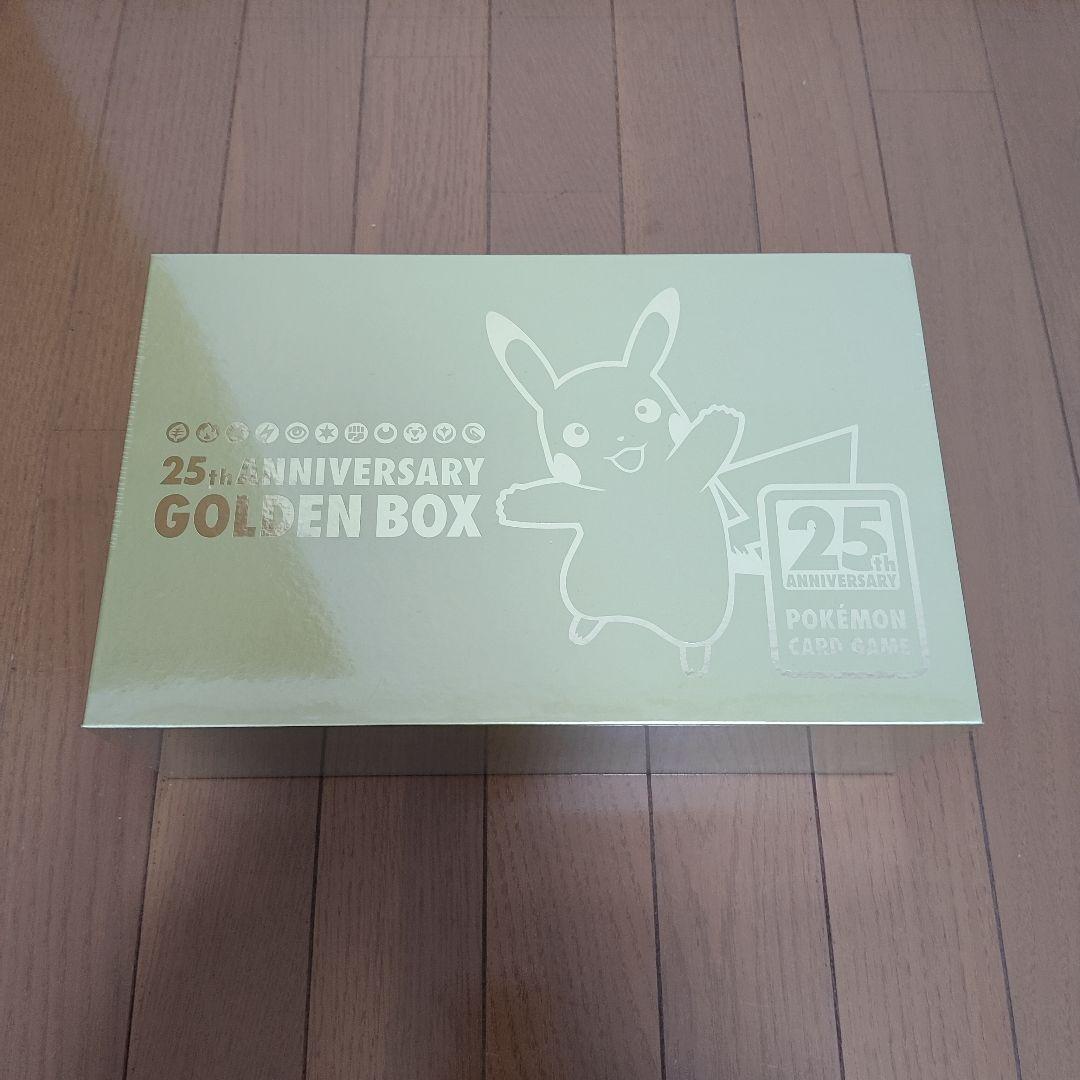 25th ANNIVERSARY
GOLDEN BOX
25th
ANNIVERSARY
POKÉMON
CARD GAME